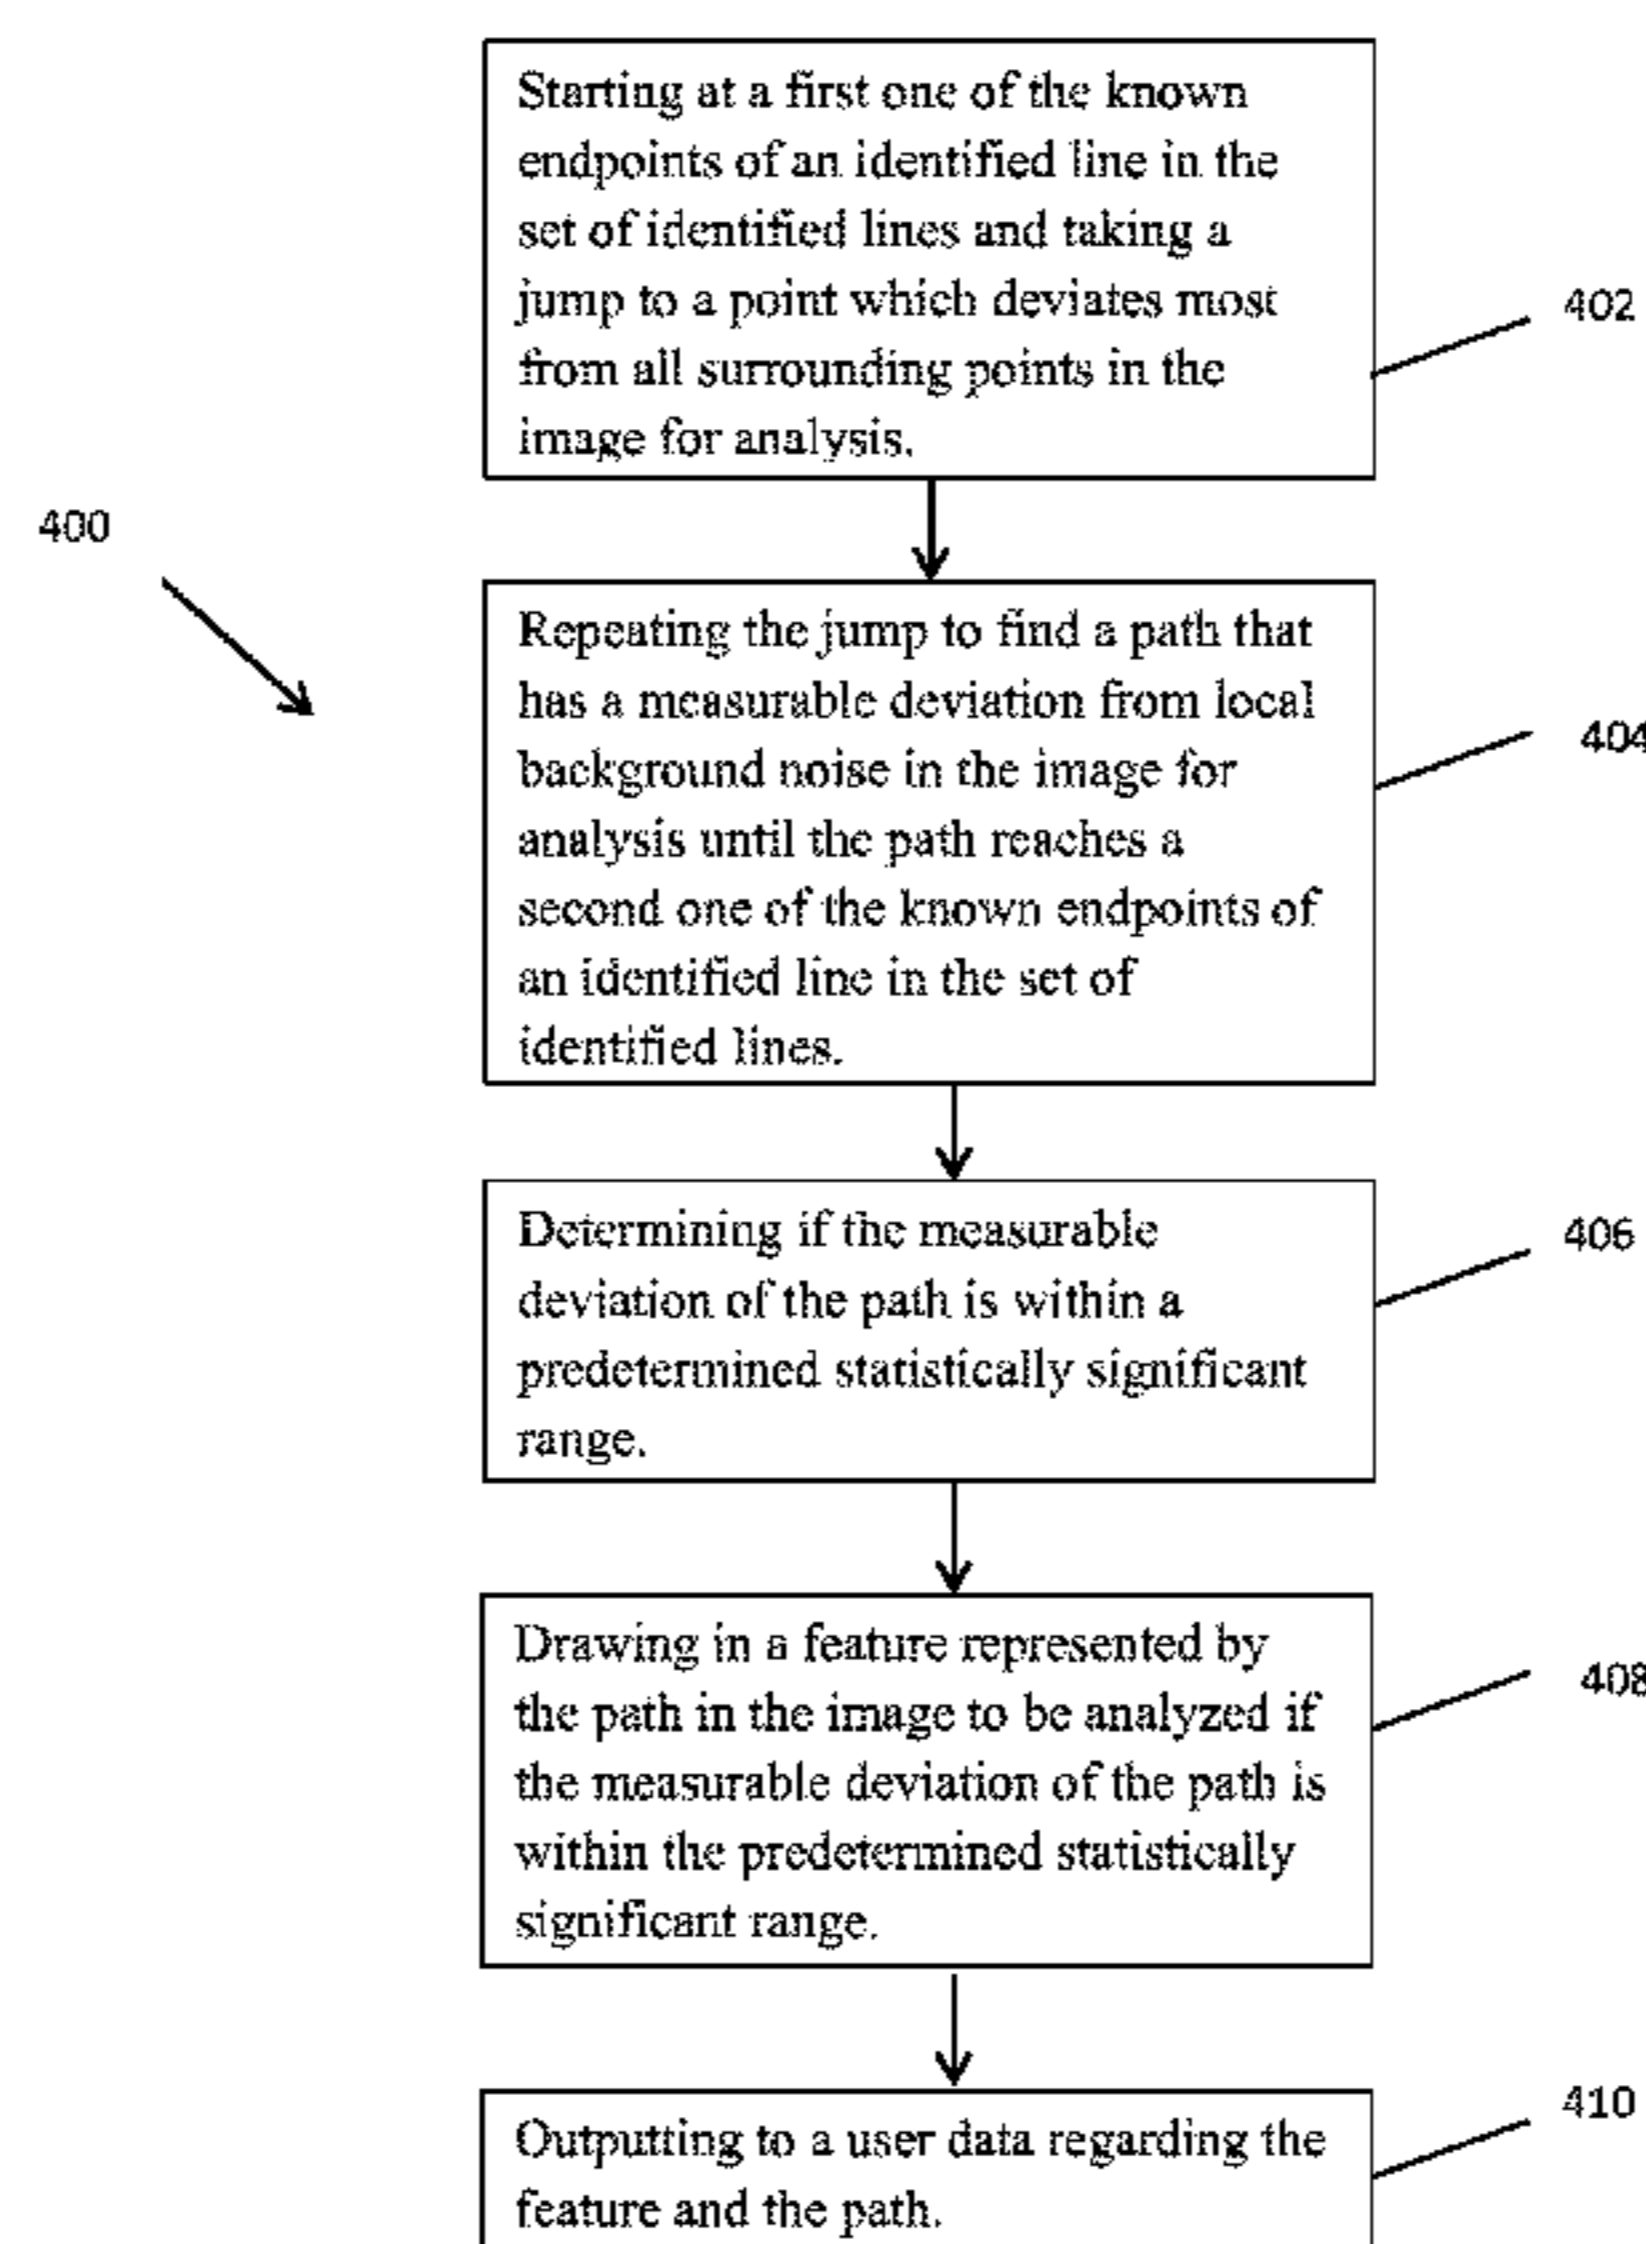 Starting at a first one of the known
endpoints of an identified line in the
set of identified lines and taking a
jump to a point which deviates most
from all surrounding points in the
image for analysis.
402
400
Repeating the jump to find a path that
has a measurable deviation from local
background noise in the image for
analysis until the path reaches a
second one of the known endpoints of
an identified line in the set of
identified lines.
404
Determining if the measurable
deviation of the path is within a
predetermined statistically significant
range.
406
Drawing in a feature represented by
the path in the image to be analyzed if
the measurable deviation of the path is
within the predetermined statistically
significant range.
408
Outputting to a user data regarding the
feature and the path.
410